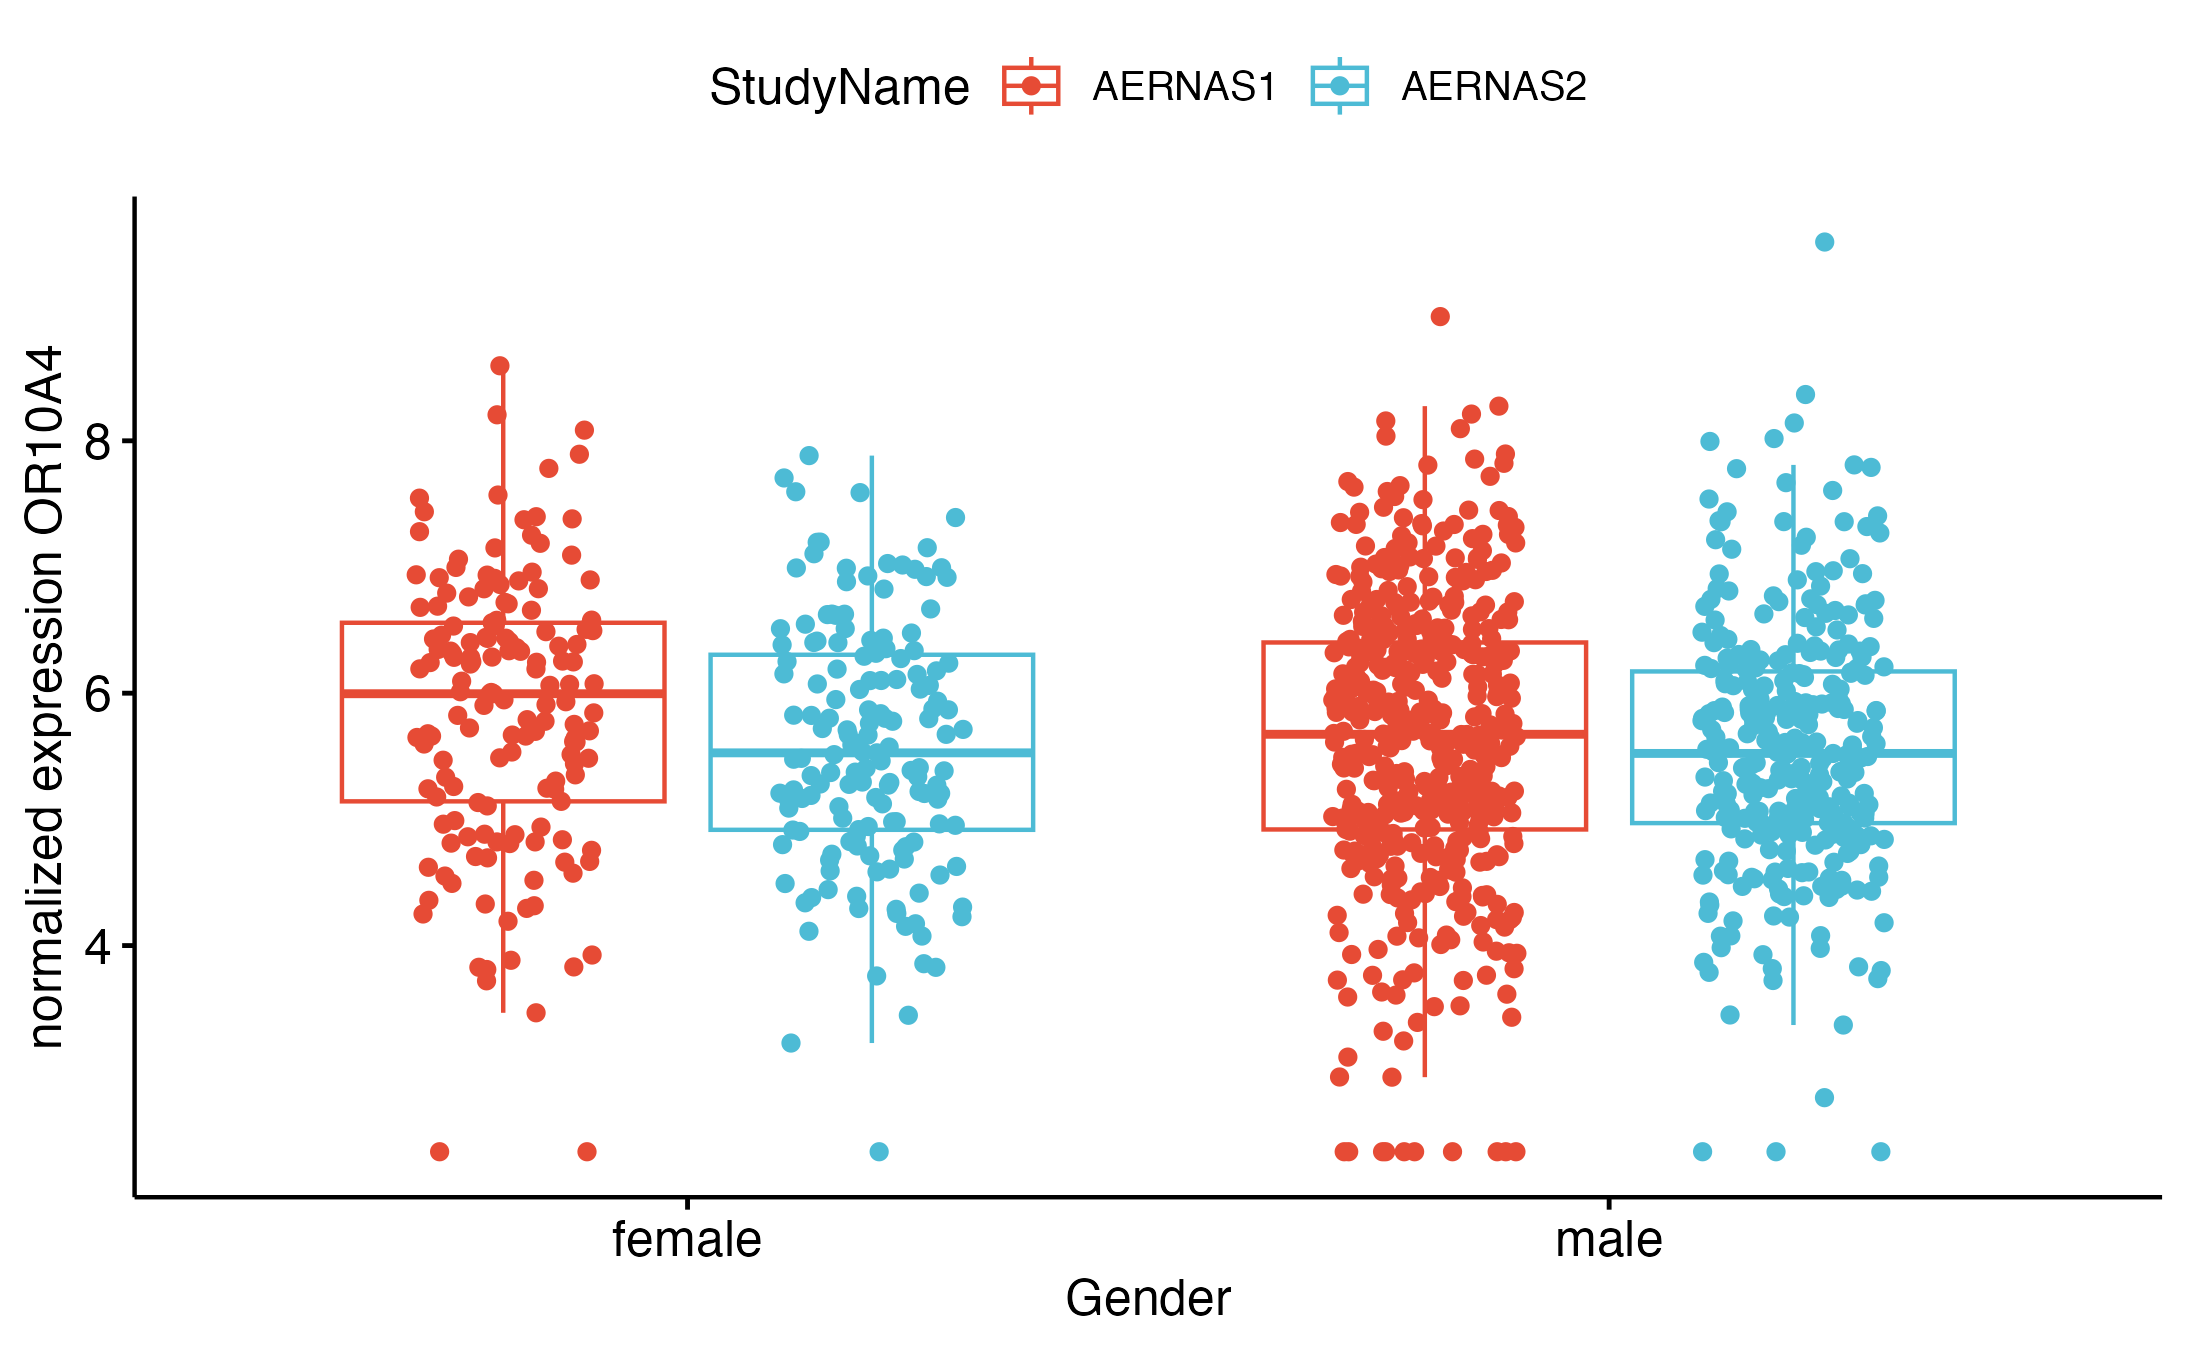 StudyName AERNAS1 AERNAS2
normalized expression OR10A4
8
6
4
female male
Gender